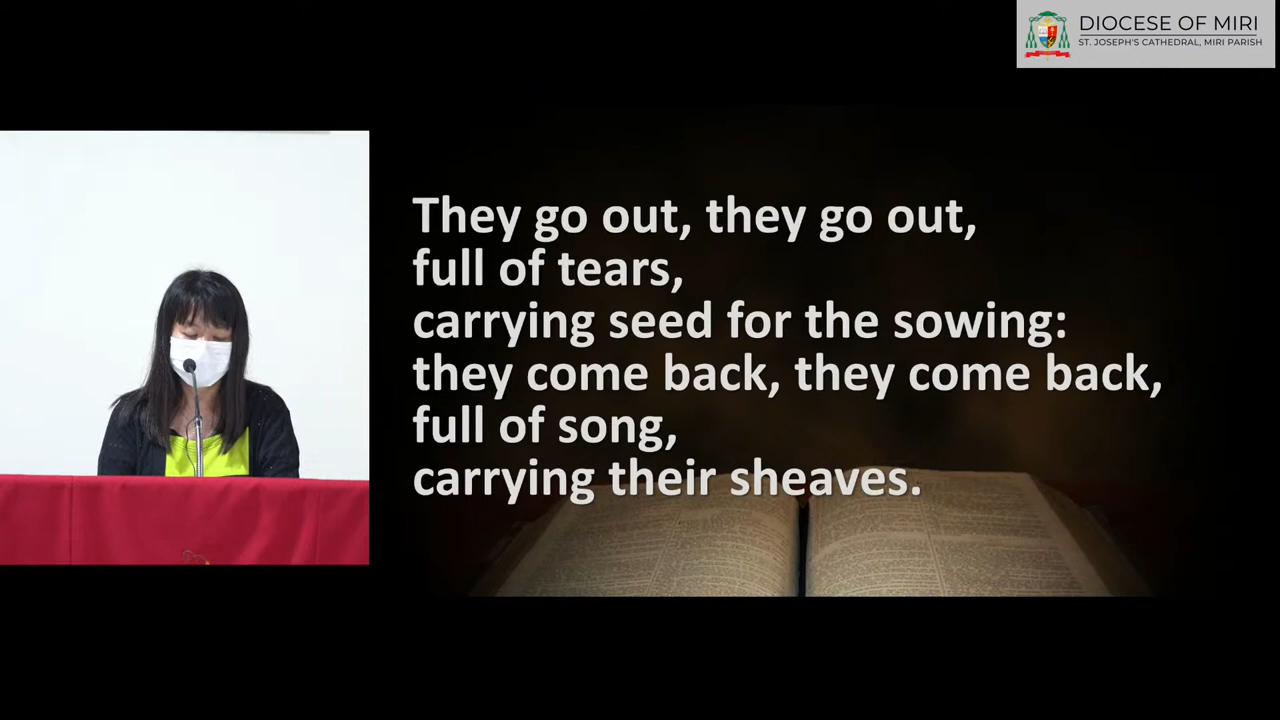 DIOCESE OF MIRI
ST. JOSEPH'S CATHEDRAL, MIRI PARISH
They go out, they go out,
full of tears,
carrying seed for the sowing:
they come back, they come back,
full of song,
carrying their sheaves.